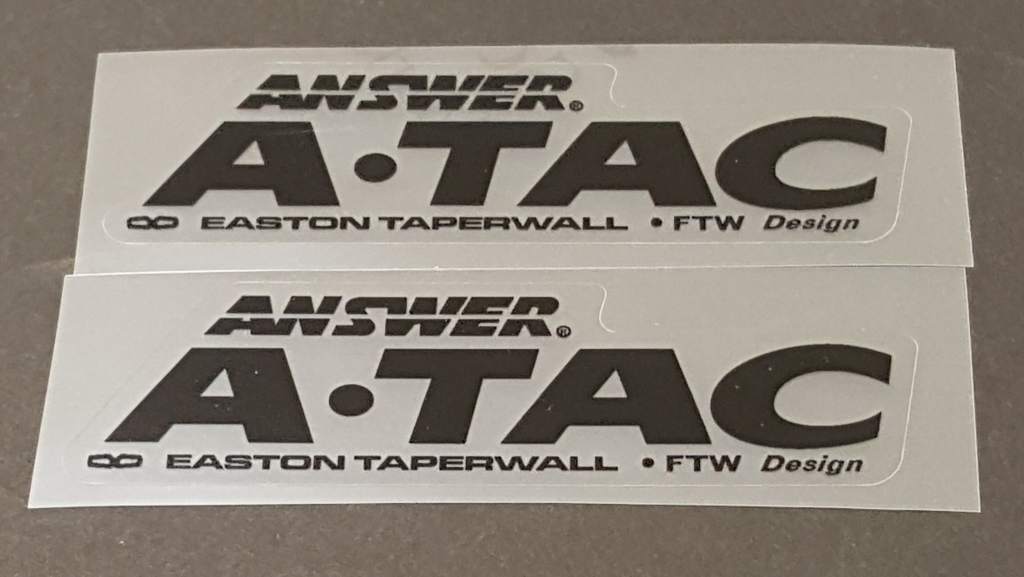 ANSWER®
A•TAC
EASTON TAPERWALL • FTW Design
ANSWER®
A•TAC
EASTON TAPERWALL • FTW Design